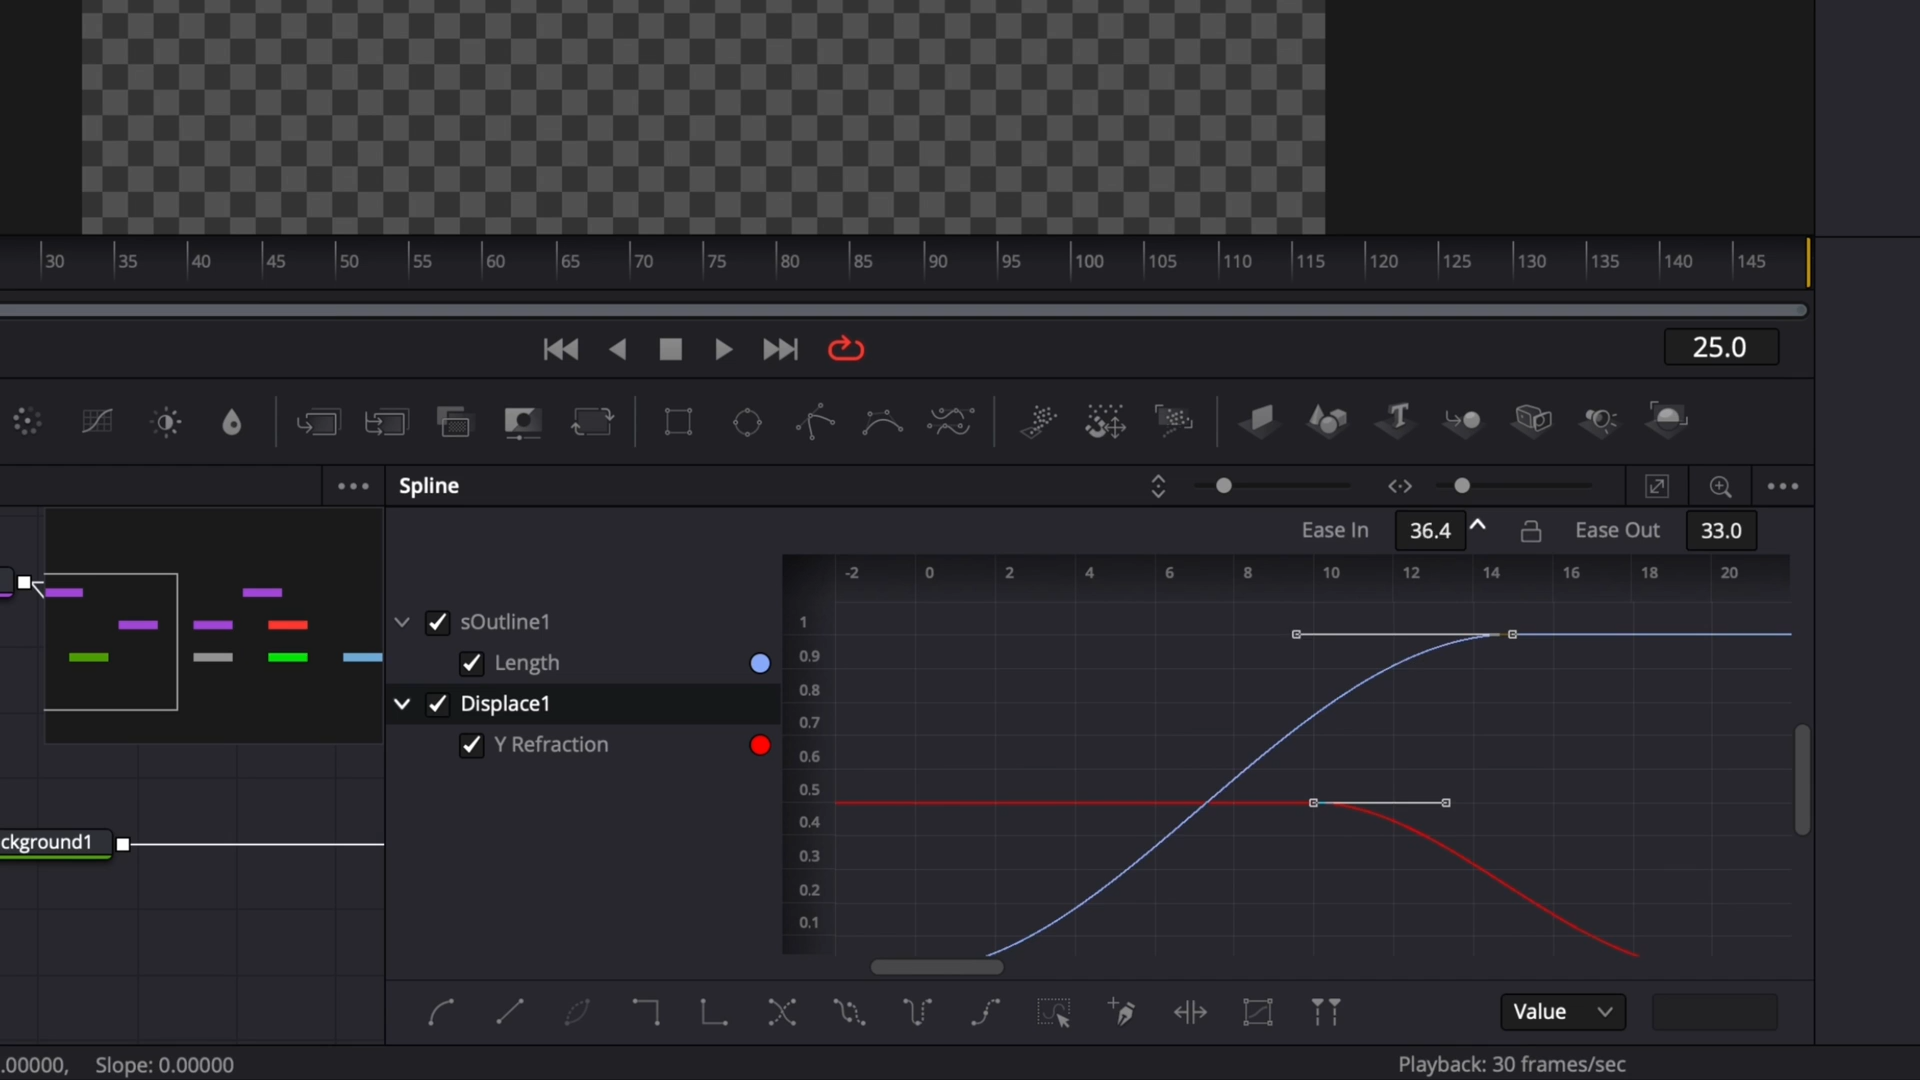 30 35 40 45 50 55 60 65 70 75 80 85 90 95 100 105 110 115 120 125 130 135 140 145
25.0
Spline
Ease In 36.4 Ease Out 33.0
-2 0 2 4 6 8 10 12 14 16 18 20
sOutline1
Length
Displace1
Y Refraction
1
0.9
0.8
0.7
0.6
0.5
0.4
0.3
0.2
0.1
ckground1
Value
.00000, Slope: 0.00000
Playback: 30 frames/sec